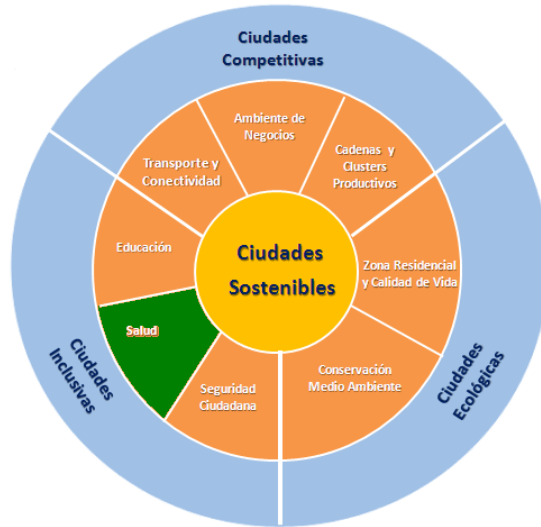 Ciudades
Competitivas
Ambiente de
Negocios
Cadenas y
Clusters
Productivos
Transporte y
Conectividad
Educación
Ciudades
Sostenibles
Zona Residencial
y Calidad de Vida
Salud
Seguridad
Ciudadana
Conservación
Medio Ambiente
Ciudades
Inclusivas
Ciudades
Ecológicas